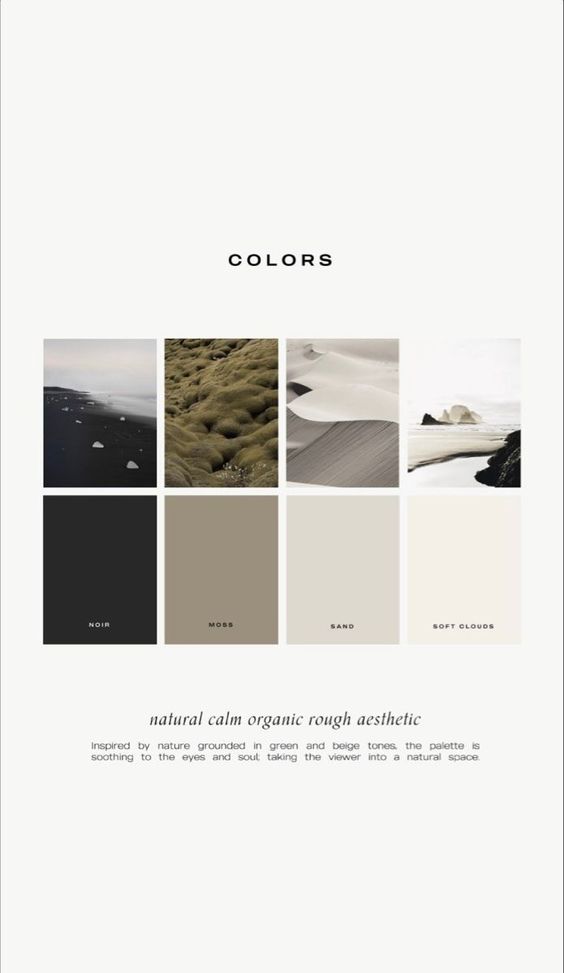 COLORS
NOIR
MOSS
SAND
SOFT CLOUDS
natural calm organic rough aesthetic
Inspired by nature grounded in green and beige tones, the palette is
soothing to the eyes and soul; taking the viewer into a natural space.